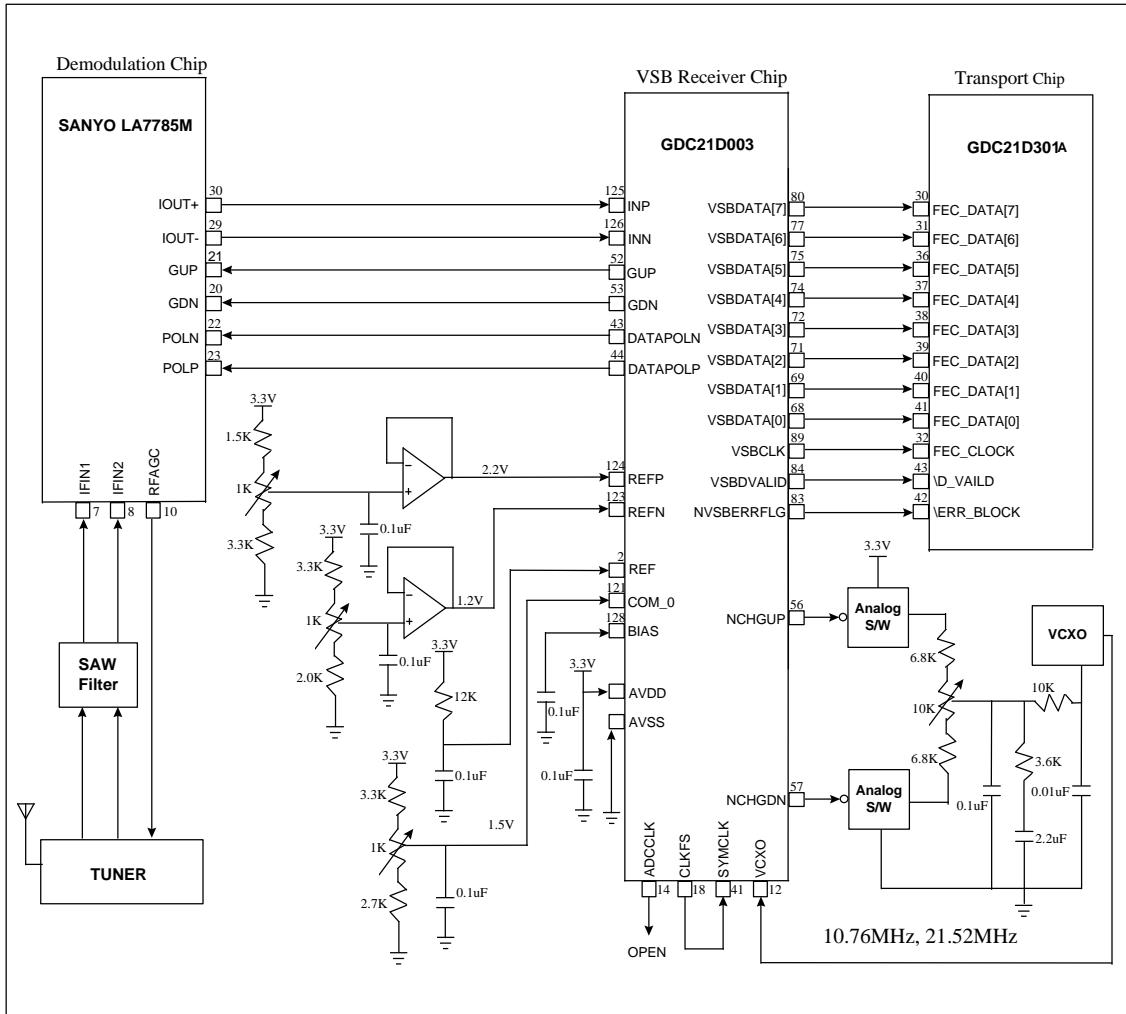 Demodulation Chip
VSB Receiver Chip
Transport Chip
SANYO LA7785M
GDC21D003
GDC21D301A
IOUT+ 30
IOUT- 29
GUP 21
GDN 20
POLN 22
POLP 23
IFIN1 7
IFIN2 8
RFAGC 10
125 INP
126 INN
52 GUP
53 GDN
43 DATAPOLN
44 DATAPOLP
124 REFP
123 REFN
2 REF
121 COM_0
128 BIAS
AVDD
AVSS
VSBDATA[7] 80
VSBDATA[6] 77
VSBDATA[5] 75
VSBDATA[4] 74
VSBDATA[3] 72
VSBDATA[2] 71
VSBDATA[1] 69
VSBDATA[0] 68
VSBCLK 89
VSBDVALID 84
NVSBERRFLG 83
NCHGUP 56
NCHGDN 57
ADCCLK 14
CLKFS 18
SYMCLK 41
VCXO 12
OPEN
30 FEC_DATA[7]
31 FEC_DATA[6]
36 FEC_DATA[5]
37 FEC_DATA[4]
38 FEC_DATA[3]
39 FEC_DATA[2]
40 FEC_DATA[1]
41 FEC_DATA[0]
32 FEC_CLOCK
43 \D_VAILD
42 \ERR_BLOCK
3.3V
1.5K
1K
3.3K
0.1uF
−
+
2.2V
3.3V
3.3K
1K
2.0K
0.1uF
−
+
1.2V
3.3V
12K
0.1uF
3.3V
3.3K
1K
2.7K
1.5V
0.1uF
0.1uF
3.3V
0.1uF
SAW
Filter
TUNER
3.3V
Analog
S/W
Analog
S/W
6.8K
10K
6.8K
10K
VCXO
3.6K
0.1uF
0.01uF
2.2uF
10.76MHz, 21.52MHz